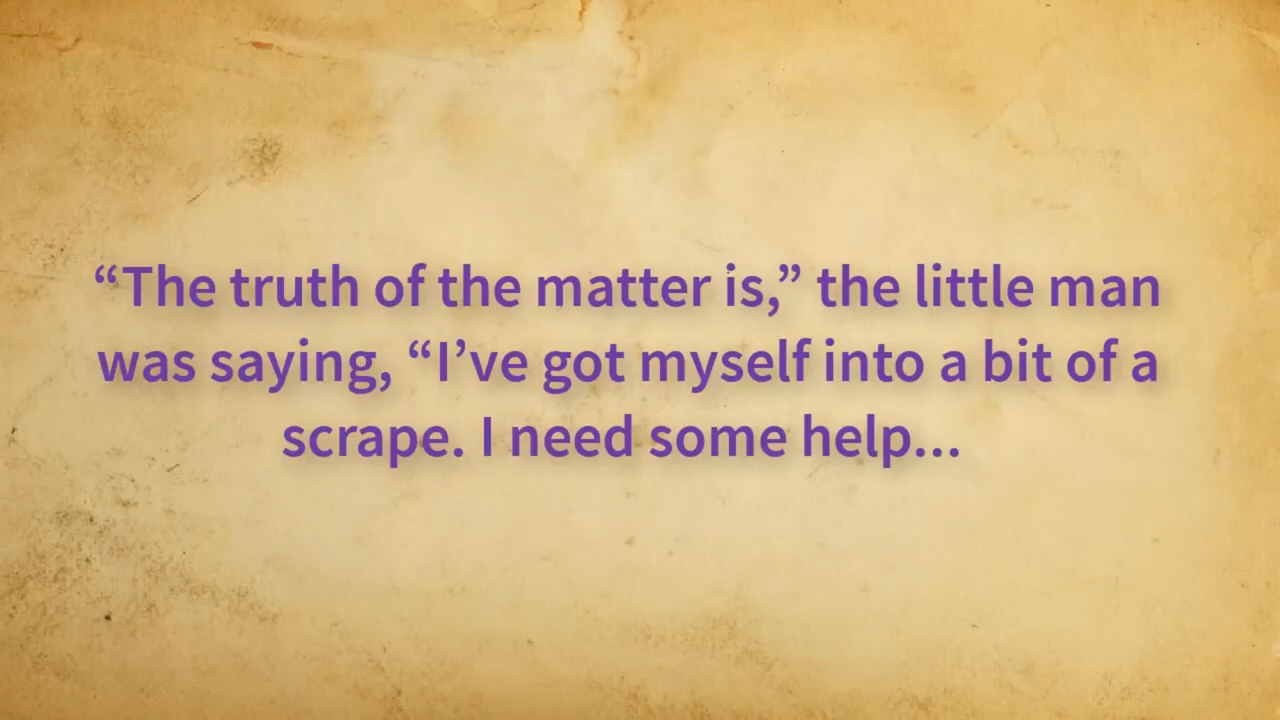 “The truth of the matter is,” the little man
was saying, “I’ve got myself into a bit of a
scrape. I need some help...